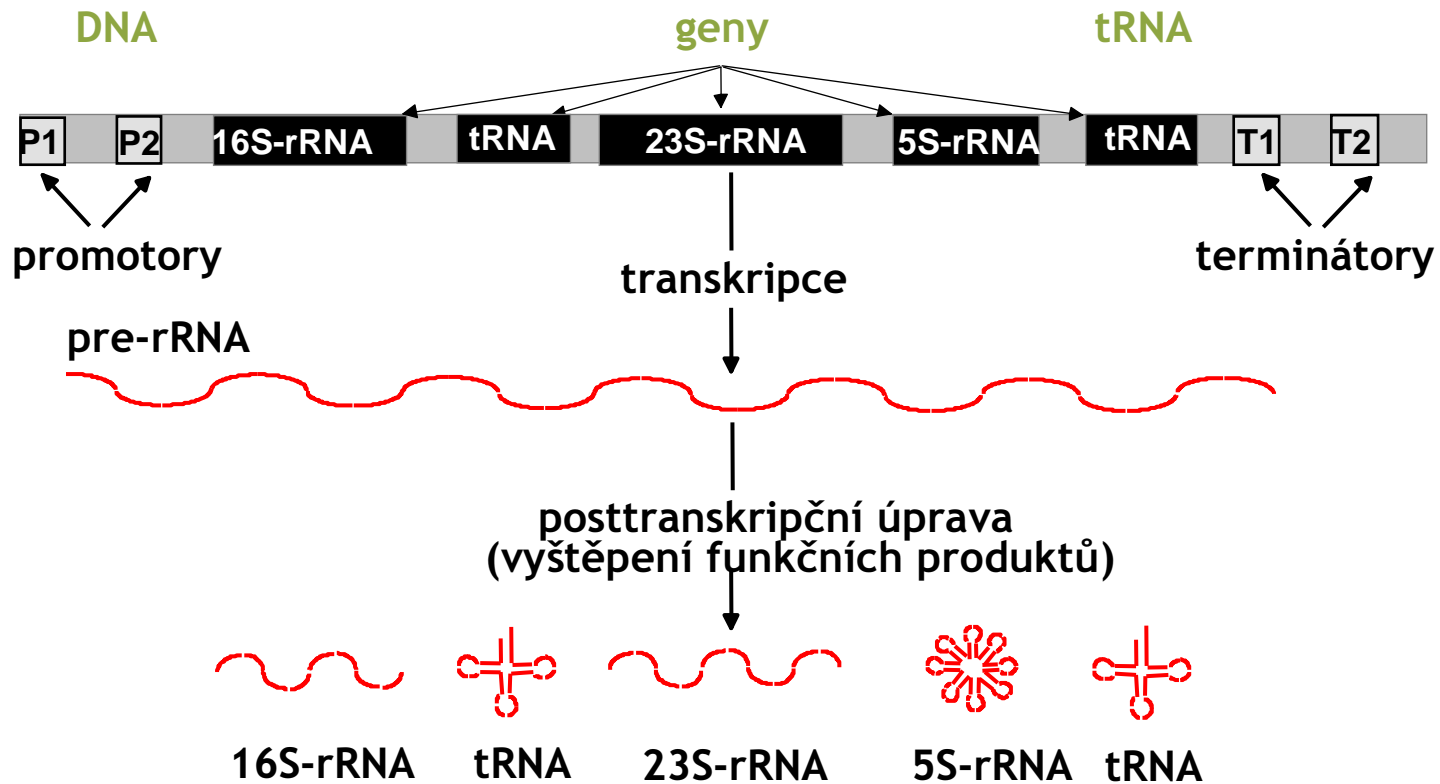 DNA geny tRNA
P1 P2 16S-rRNA tRNA 23S-rRNA 5S-rRNA tRNA T1 T2
promotory terminátory
transkripce
pre-rRNA
posttranskripční úprava
(vyštěpení funkčních produktů)
16S-rRNA tRNA 23S-rRNA 5S-rRNA tRNA